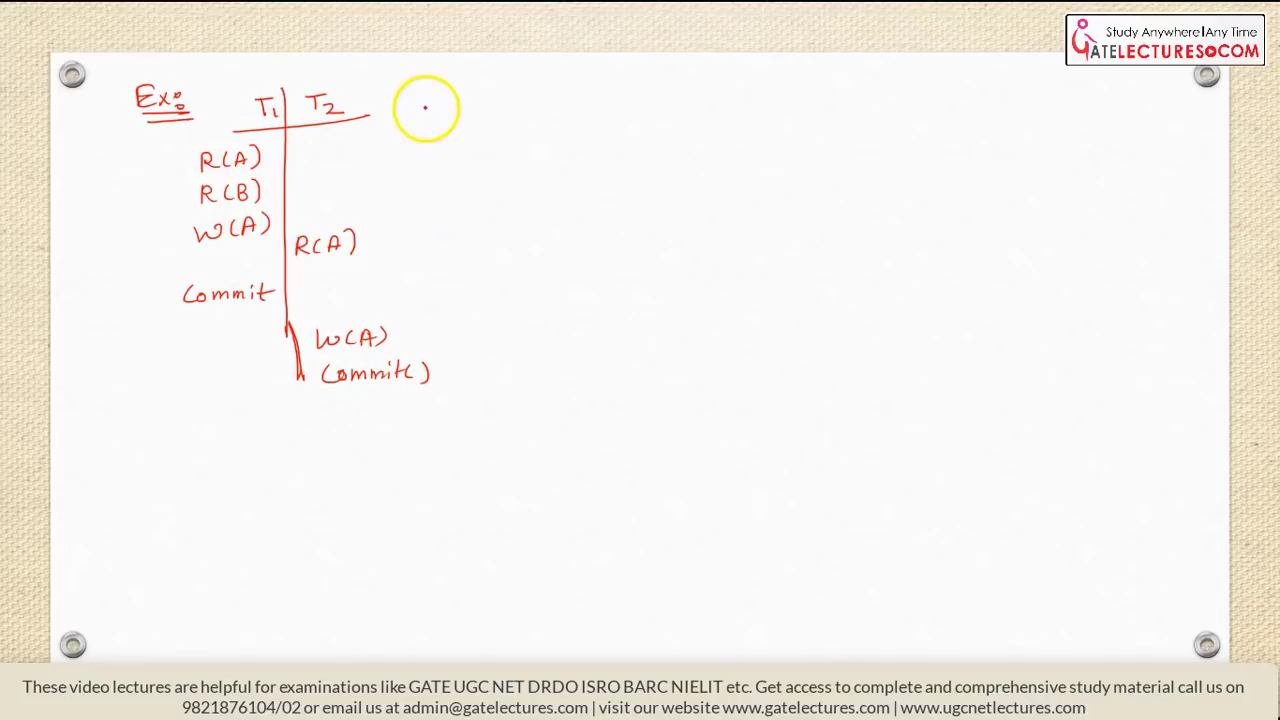 Study Anywhere|Any Time
GATELECTURES.COM
Ex:
T1 T2
R(A)
R(B)
W(A)
R(A)
Commit
W(A)
Commit( )
These video lectures are helpful for examinations like GATE UGC NET DRDO ISRO BARC NIELIT etc. Get access to complete and comprehensive study material call us on
9821876104/02 or email us at admin@gatelectures.com | visit our website www.gatelectures.com | www.ugcnetlectures.com